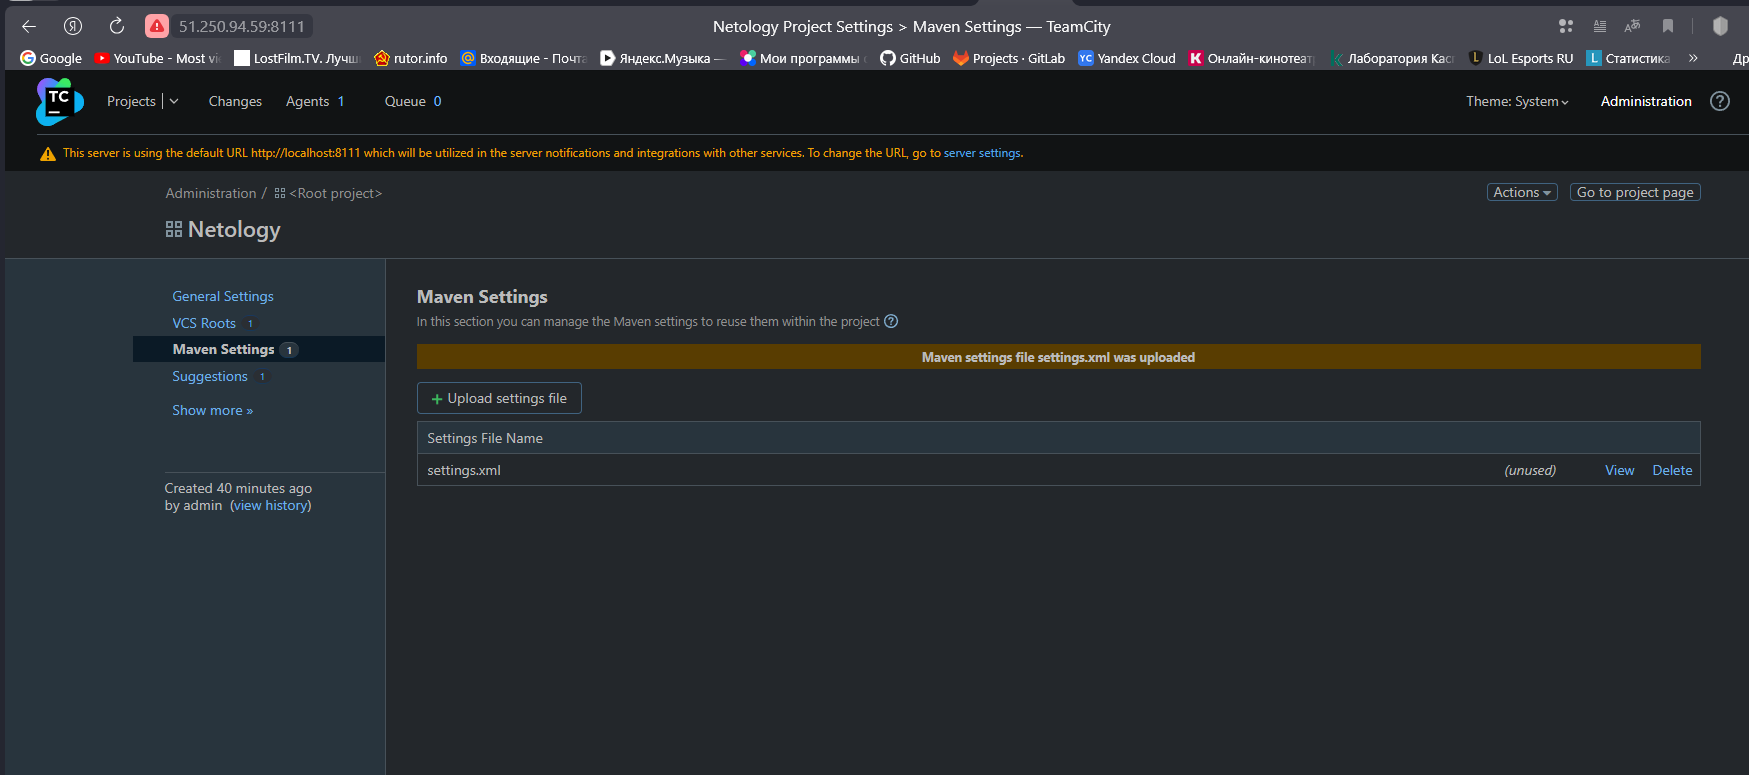 51.250.94.59:8111 Netology Project Settings > Maven Settings — TeamCity
Google YouTube - Most LostFilm.TV. Лучш rutor.info Входящие - Почта Яндекс.Музыка — Мои программы GitHub Projects · GitLab Yandex Cloud Онлайн-кинотеат Лаборатория Кас LoL Esports RU Статистика » Др
TC Projects Changes Agents 1 Queue 0 Theme: System Administration ?
This server is using the default URL http://localhost:8111 which will be utilized in the server notifications and integrations with other services. To change the URL, go to server settings.
Administration / <Root project> Actions Go to project page
Netology
General Settings
VCS Roots 1
Maven Settings 1
Suggestions 1
Show more »
Created 40 minutes ago
by admin (view history)
Maven Settings
In this section you can manage the Maven settings to reuse them within the project ?
Maven settings file settings.xml was uploaded
+ Upload settings file
Settings File Name
settings.xml (unused) View Delete